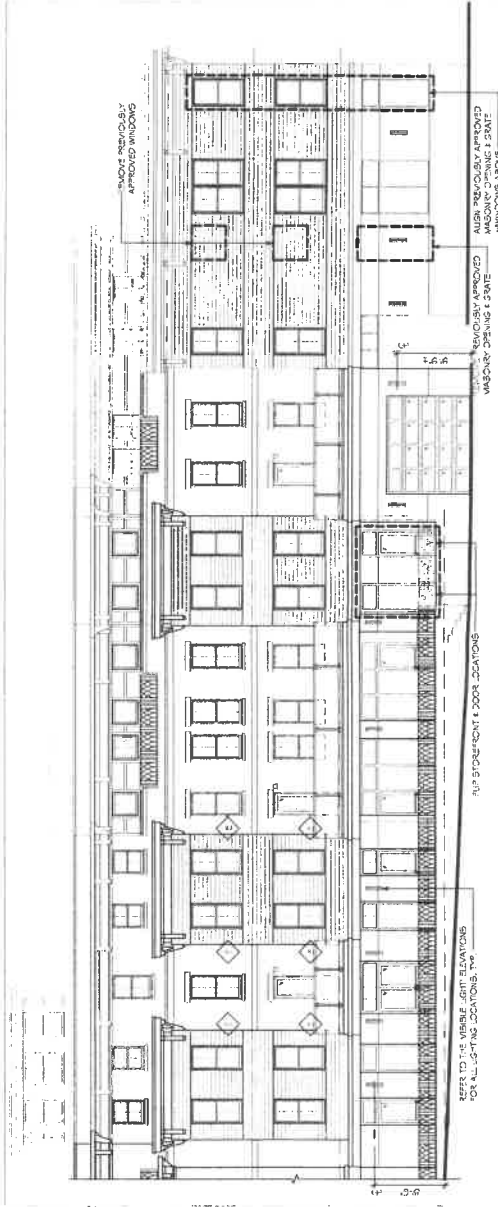 REMOVE PREVIOUSLY
APPROVED WINDOWS
ALIGN PREVIOUSLY APPROVED
MASONRY OPENING & GRATE
WINDOWS ABOVE
PREVIOUSLY APPROVED
MASONRY OPENING & GRATE
FLIP STOREFRONT & DOOR LOCATIONS
REFER TO THE VISIBLE LIGHT ELEVATIONS
FOR ALL LIGHTING LOCATIONS, TYP.